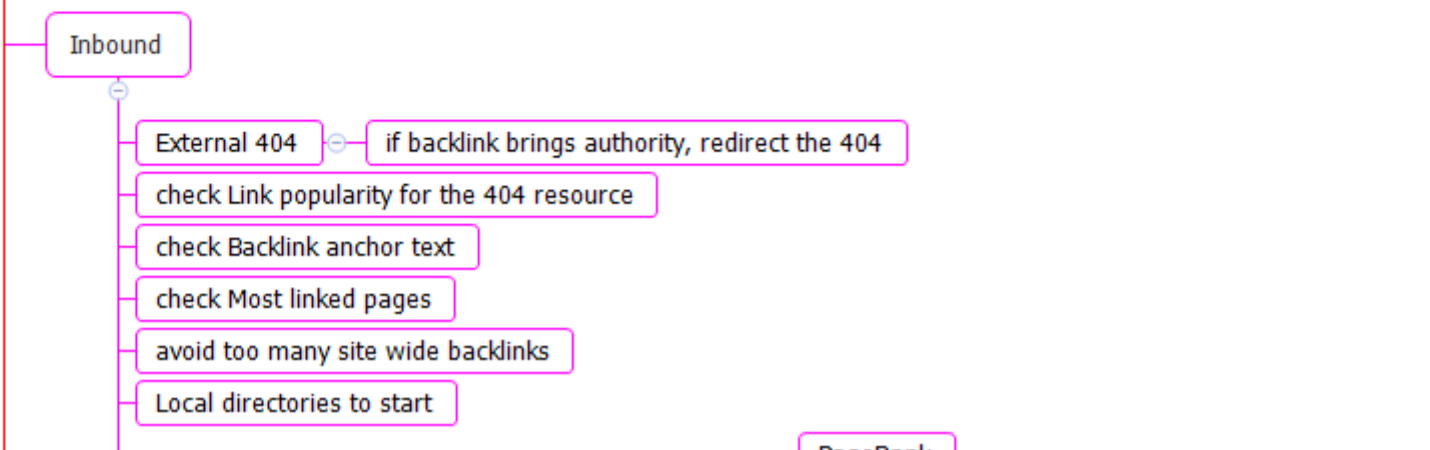 Inbound
External 404
if backlink brings authority, redirect the 404
check Link popularity for the 404 resource
check Backlink anchor text
check Most linked pages
avoid too many site wide backlinks
Local directories to start